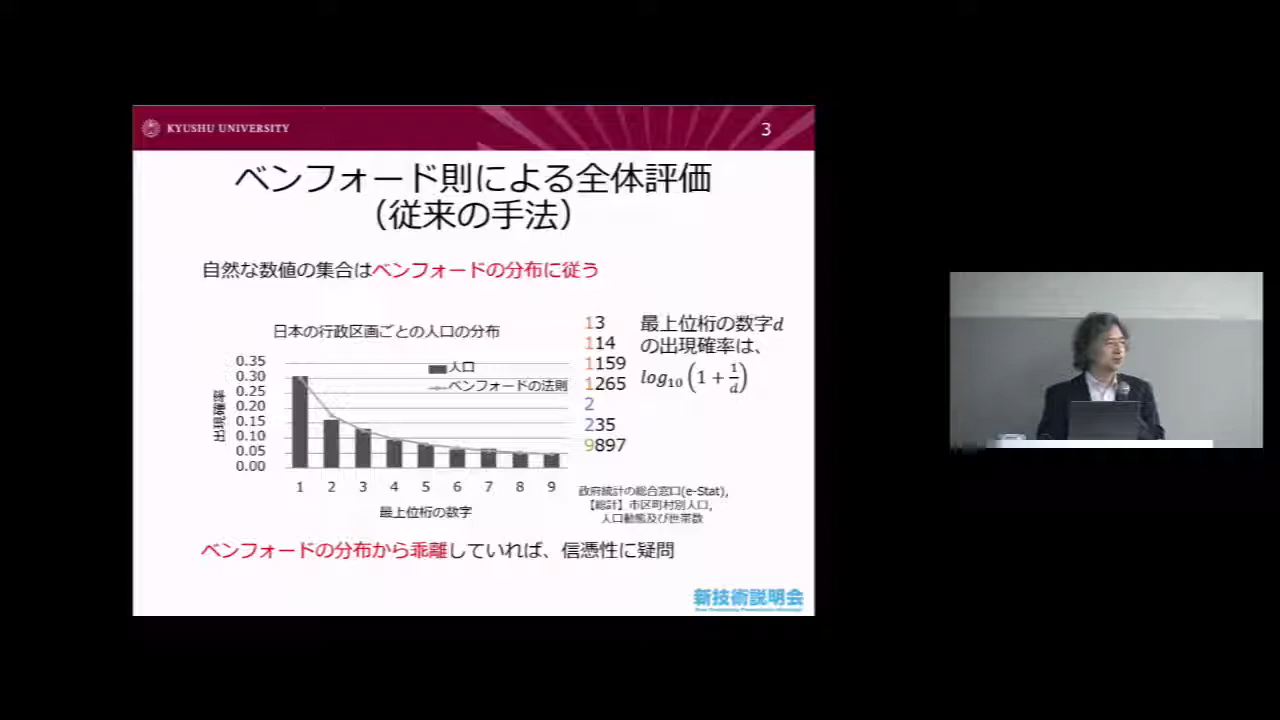 KYUSHU UNIVERSITY
3
ベンフォード則による全体評価
（従来の手法）
自然な数値の集合はベンフォードの分布に従う
日本の行政区画ごとの人口の分布
0.35
0.30
0.25
0.20
0.15
0.10
0.05
0.00
出現確率
人口
ベンフォードの法則
1 2 3 4 5 6 7 8 9
最上位桁の数字
13
114
1159
1265
2
235
9897
最上位桁の数字d
の出現確率は、
log10(1+1/d)
政府統計の総合窓口(e-Stat),
【総計】市区町村別人口,
人口動態及び世帯数
ベンフォードの分布から乖離していれば、信憑性に疑問
新技術説明会